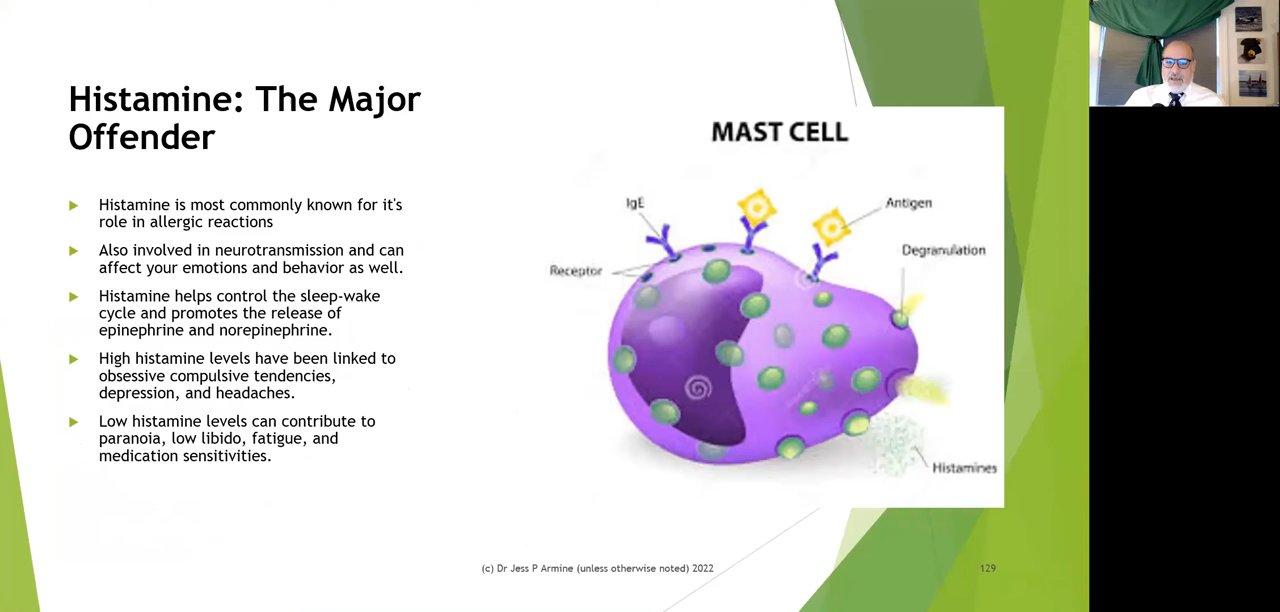 Histamine: The Major
Offender
Histamine is most commonly known for it's
role in allergic reactions
Also involved in neurotransmission and can
affect your emotions and behavior as well.
Histamine helps control the sleep-wake
cycle and promotes the release of
epinephrine and norepinephrine.
High histamine levels have been linked to
obsessive compulsive tendencies,
depression, and headaches.
Low histamine levels can contribute to
paranoia, low libido, fatigue, and
medication sensitivities.
MAST CELL
IgE
Antigen
Degranulation
Receptor
Histamines
(c) Dr Jess P Armine (unless otherwise noted) 2022
129